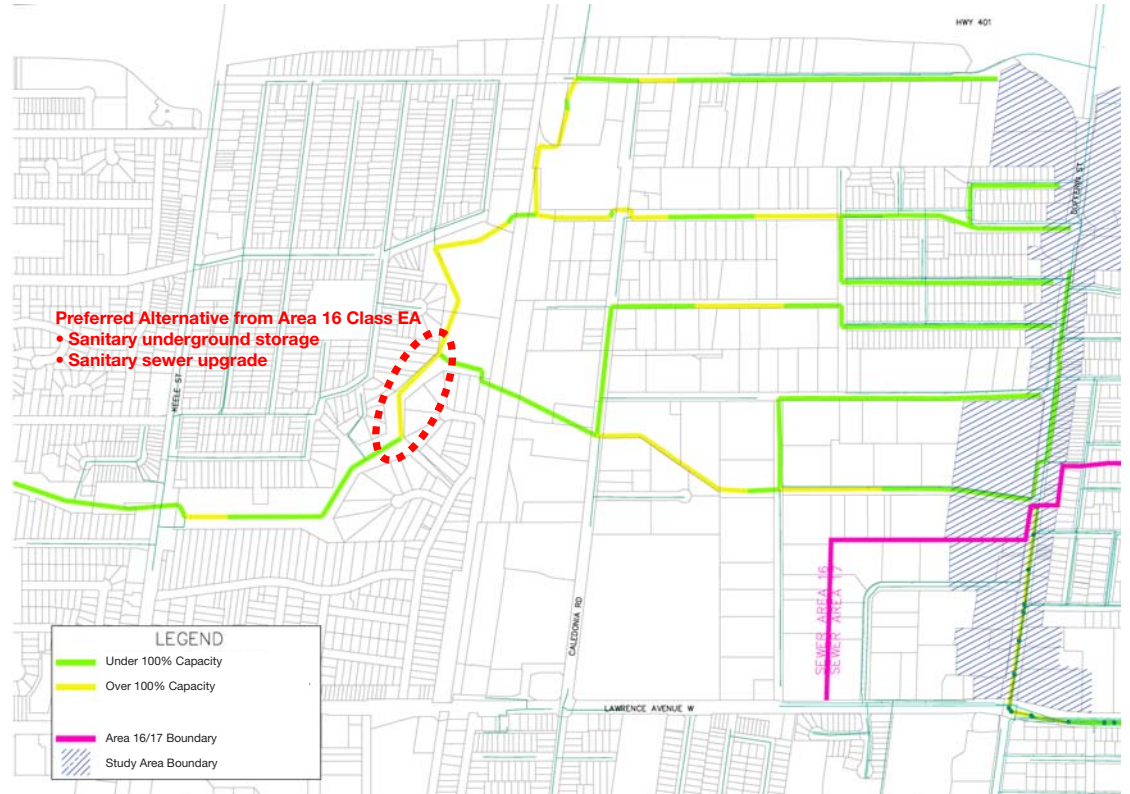 HWY 401
DUFFERIN ST
Preferred Alternative from Area 16 Class EA
• Sanitary underground storage
• Sanitary sewer upgrade
KEELE ST
CALEDONIA RD
SEWER AREA 16
SEWER AREA 17
LEGEND
Under 100% Capacity
Over 100% Capacity
Area 16/17 Boundary
Study Area Boundary
LAWRENCE AVENUE W